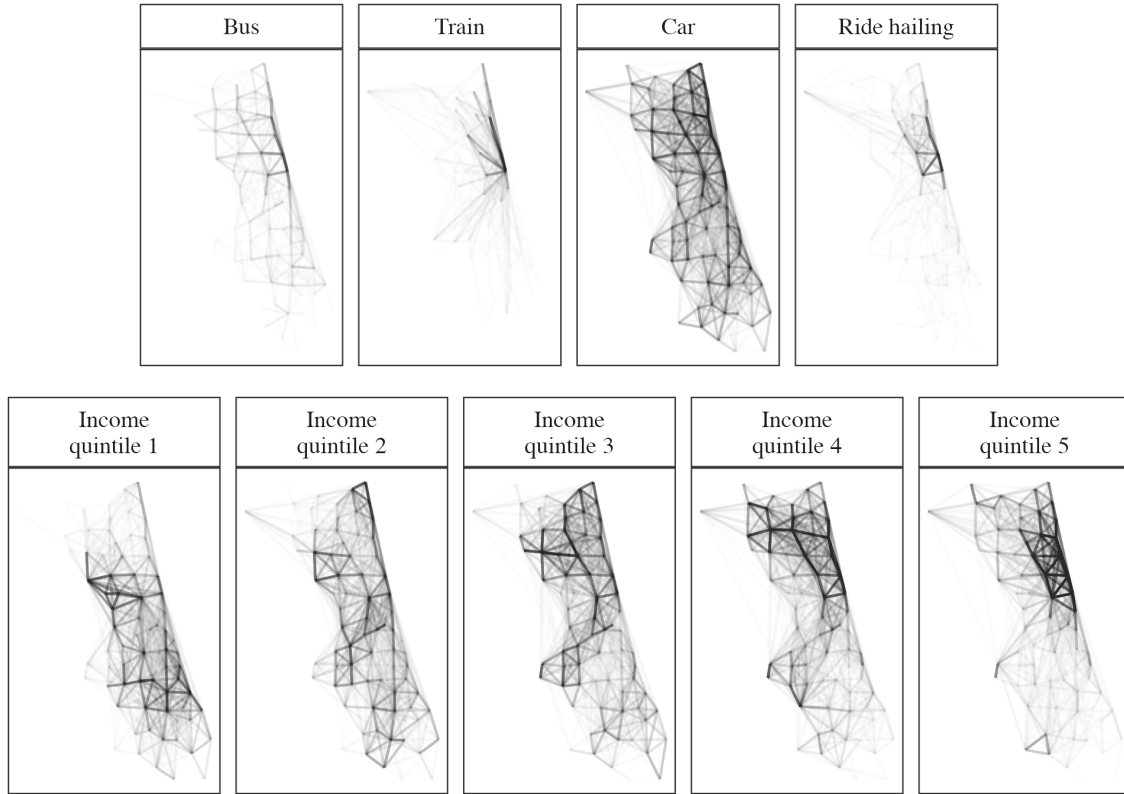 Bus
Train
Car
Ride hailing
Income
quintile 1
Income
quintile 2
Income
quintile 3
Income
quintile 4
Income
quintile 5